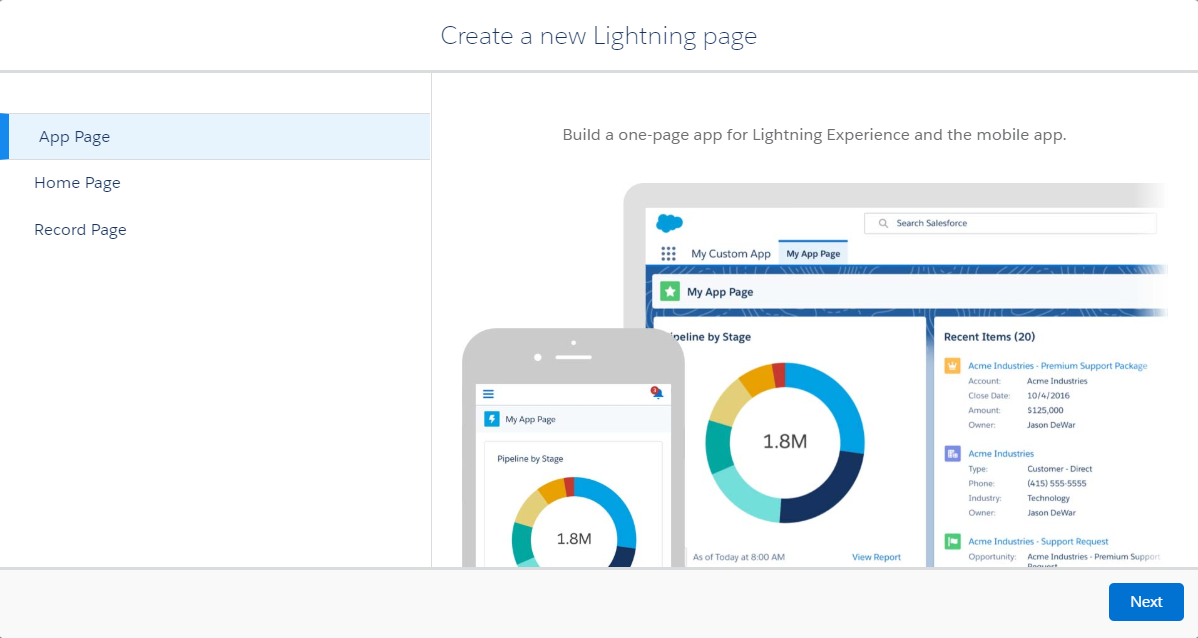 Create a new Lightning page
App Page
Home Page
Record Page
Build a one-page app for Lightning Experience and the mobile app.
Search Salesforce
My Custom App
My App Page
My App Page
Pipeline by Stage
1.8M
As of Today at 8:00 AM
View Report
Recent Items (20)
Acme Industries - Premium Support Package
Account: Acme Industries
Close Date: 10/4/2016
Amount: $125,000
Owner: Jason DeWar
Acme Industries
Type: Customer - Direct
Phone: (415) 555-5555
Industry: Technology
Owner: Jason DeWar
Acme Industries - Support Request
Opportunity: Acme Industries - Premium Support
Request
My App Page
Pipeline by Stage
1.8M
Next